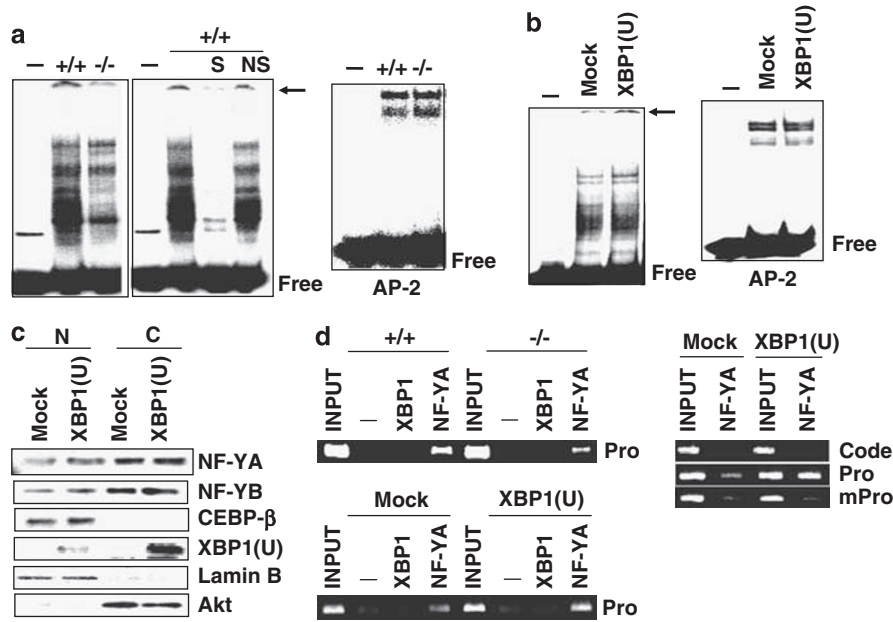 a
+/+
— +/+ -/- — S NS — +/+ -/-
Free
Free
AP-2
b
— Mock XBP1(U) — Mock XBP1(U)
Free
Free
AP-2
c
N C
Mock XBP1(U) Mock XBP1(U)
NF-YA
NF-YB
CEBP-β
XBP1(U)
Lamin B
Akt
d
+/+ -/-
INPUT — XBP1 NF-YA INPUT — XBP1 NF-YA
Pro
Mock XBP1(U)
INPUT — XBP1 NF-YA INPUT — XBP1 NF-YA
Pro
Mock XBP1(U)
INPUT NF-YA INPUT NF-YA
Code
Pro
mPro